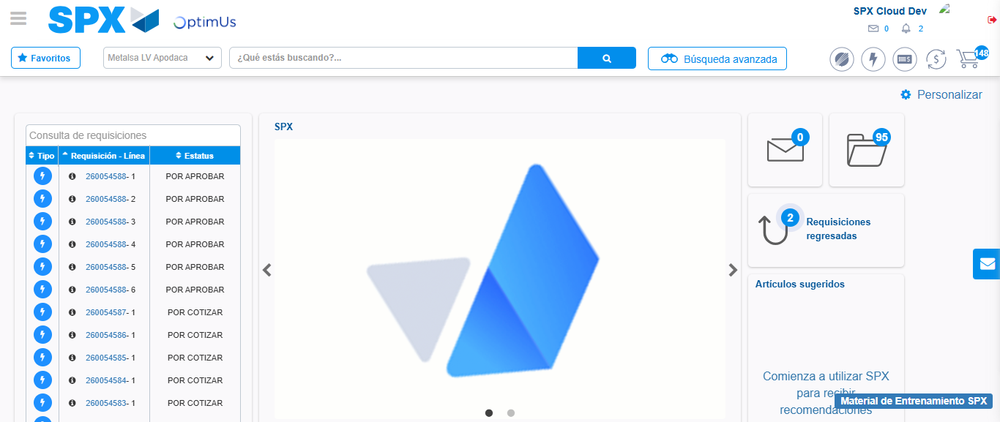 SPX OptimUs
SPX Cloud Dev
0 2
Favoritos
Metalsa LV Apodaca
¿Qué estás buscando?...
Búsqueda avanzada
148
Personalizar
Consulta de requisiciones
Tipo Requisición - Línea Estatus
260054588- 1 POR APROBAR
260054588- 2 POR APROBAR
260054588- 3 POR APROBAR
260054588- 4 POR APROBAR
260054588- 5 POR APROBAR
260054588- 6 POR APROBAR
260054587- 1 POR COTIZAR
260054586- 1 POR COTIZAR
260054585- 1 POR COTIZAR
260054584- 1 POR COTIZAR
260054583- 1 POR COTIZAR
SPX
0
95
2
Requisiciones
regresadas
Artículos sugeridos
Comienza a utilizar SPX
para recibir
recomendaciones
Material de Entrenamiento SPX